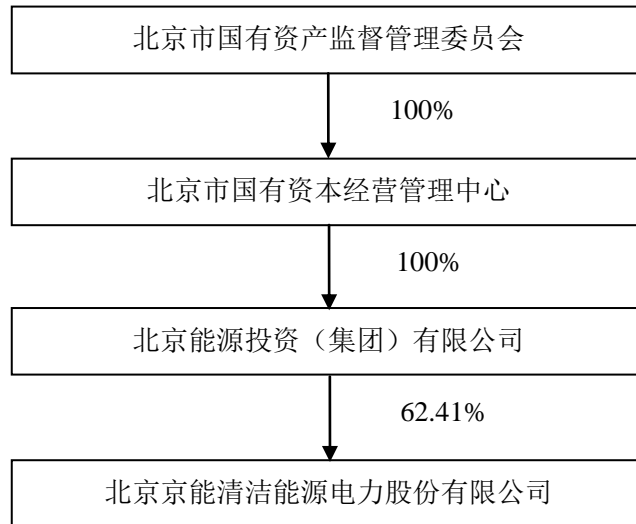 北京市国有资产监督管理委员会
100%
北京市国有资本经营管理中心
100%
北京能源投资（集团）有限公司
62.41%
北京京能清洁能源电力股份有限公司